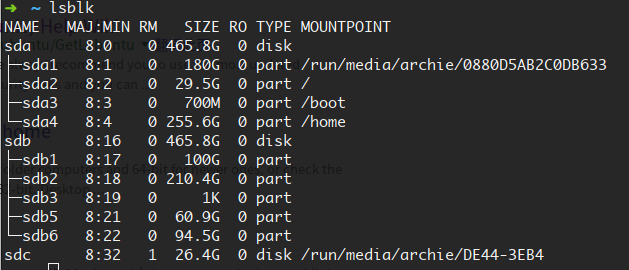 ➜ ~ lsblk
NAME MAJ:MIN RM SIZE RO TYPE MOUNTPOINT
sda 8:0 0 465.8G 0 disk
├─sda1 8:1 0 180G 0 part /run/media/archie/0880D5AB2C0DB633
├─sda2 8:2 0 29.5G 0 part /
├─sda3 8:3 0 700M 0 part /boot
└─sda4 8:4 0 255.6G 0 part /home
sdb 8:16 0 465.8G 0 disk
├─sdb1 8:17 0 100G 0 part
├─sdb2 8:18 0 210.4G 0 part
├─sdb3 8:19 0 1K 0 part
├─sdb5 8:21 0 60.9G 0 part
└─sdb6 8:22 0 94.5G 0 part
sdc 8:32 1 26.4G 0 disk /run/media/archie/DE44-3EB4